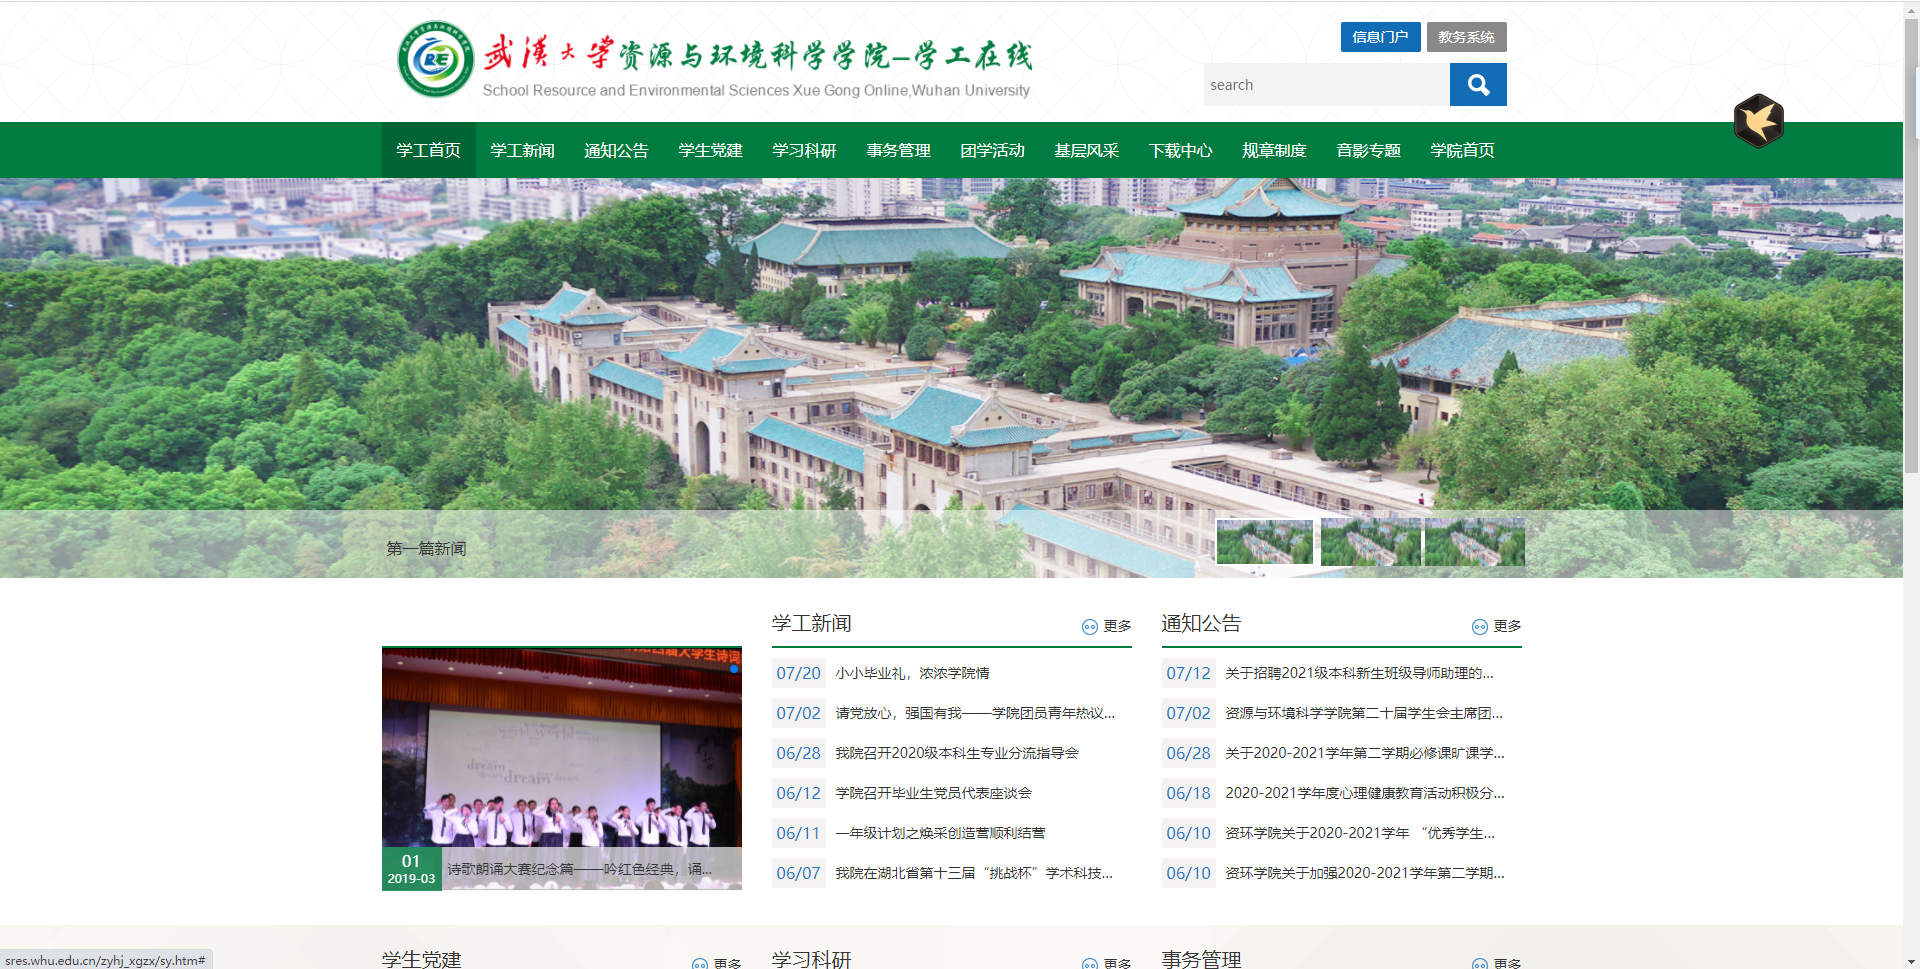 武漢大学资源与环境科学学院—学工在线
School Resource and Environmental Sciences Xue Gong Online,Wuhan University
信息门户 教务系统
search
学工首页 学工新闻 通知公告 学生党建 学习科研 事务管理 团学活动 基层风采 下载中心 规章制度 音影专题 学院首页
第一篇新闻
学工新闻 更多
07/20 小小毕业礼，浓浓学院情
07/02 请党放心，强国有我——学院团员青年热议...
06/28 我院召开2020级本科生专业分流指导会
06/12 学院召开毕业生党员代表座谈会
06/11 一年级计划之焕采创造营顺利结营
06/07 我院在湖北省第十三届“挑战杯”学术科技...
通知公告 更多
07/12 关于招聘2021级本科新生班级导师助理的...
07/02 资源与环境科学学院第二十届学生会主席团...
06/28 关于2020-2021学年第二学期必修课旷课学...
06/18 2020-2021学年度心理健康教育活动积极分...
06/10 资环学院关于2020-2021学年 “优秀学生...
06/10 资环学院关于加强2020-2021学年第二学期...
大学生诗词
world world
dream
dream
01
2019-03
诗歌朗诵大赛纪念篇——吟红色经典，诵...
学生党建 更多
学习科研 更多
事务管理 更多
sres.whu.edu.cn/zyhj_xgzx/sy.htm#